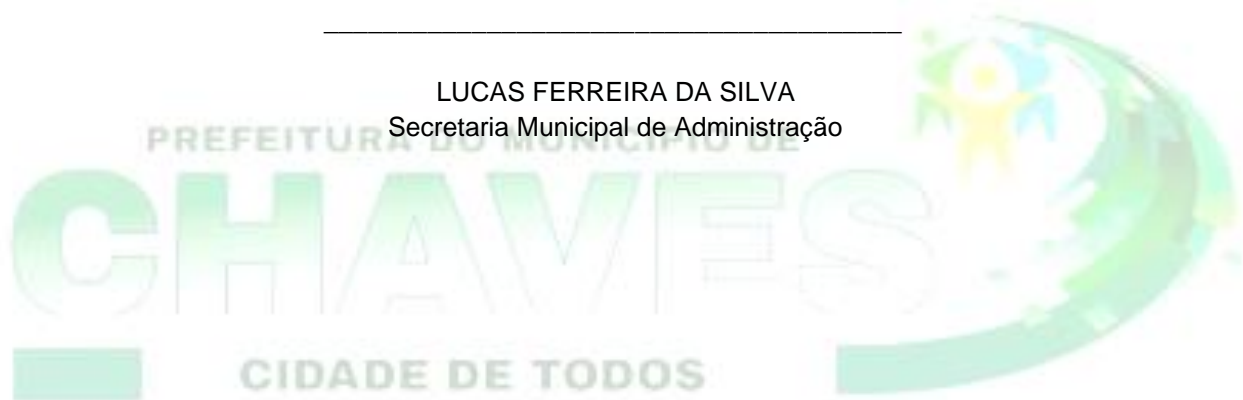 LUCAS FERREIRA DA SILVA
Secretaria Municipal de Administração
PREFEITURA DO MUNICÍPIO DE
CHAVES
CIDADE DE TODOS